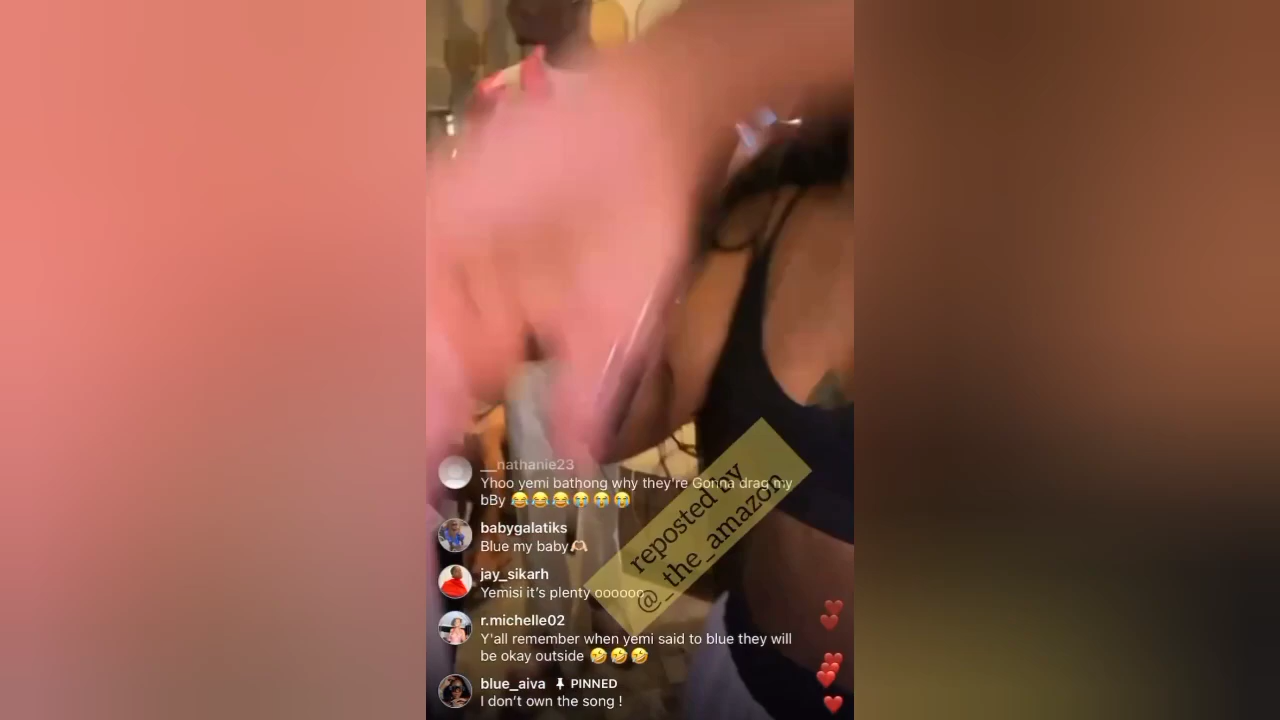 __nathanie23
Yhoo yemi bathong why they're Gonna drag my
bBy 😂😂😂😭😭😭
babygalatiks
Blue my baby🫶🏼
jay_sikarh
Yemisi it's plenty oooooo
r.michelle02
Y'all remember when yemi said to blue they will
be okay outside 🤣🤣🤣
blue_aiva PINNED
I don't own the song !
reposted by
@_the_amazon